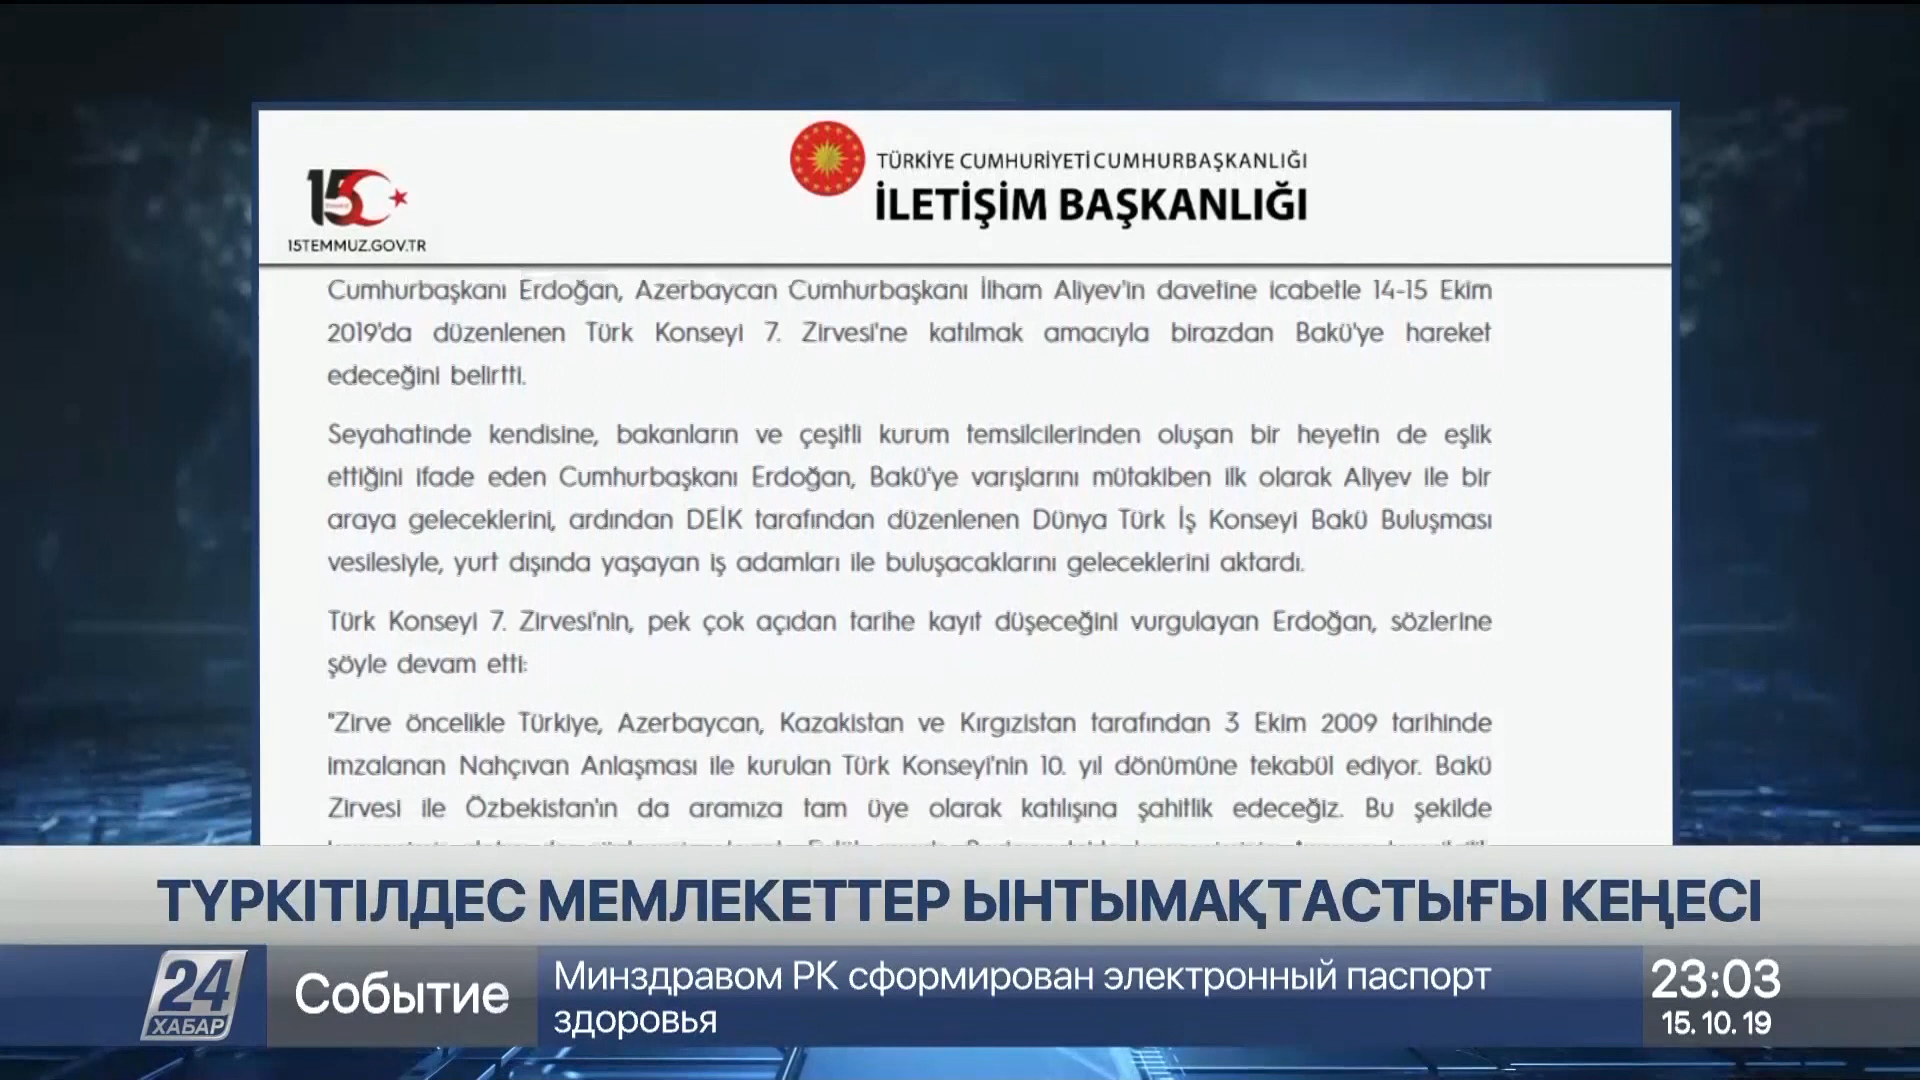 15
15TEMMUZ.GOV.TR
TÜRKİYE CUMHURİYETİ CUMHURBAŞKANLIĞI
İLETİŞİM BAŞKANLIĞI
Cumhurbaşkanı Erdoğan, Azerbaycan Cumhurbaşkanı İlham Aliyev'in davetine icabetle 14-15 Ekim
2019'da düzenlenen Türk Konseyi 7. Zirvesi'ne katılmak amacıyla birazdan Bakü'ye hareket
edeceğini belirtti.
Seyahatinde kendisine, bakanların ve çeşitli kurum temsilcilerinden oluşan bir heyetin de eşlik
ettiğini ifade eden Cumhurbaşkanı Erdoğan, Bakü'ye varışlarını mütakiben ilk olarak Aliyev ile bir
araya geleceklerini, ardından DEİK tarafından düzenlenen Dünya Türk İş Konseyi Bakü Buluşması
vesilesiyle, yurt dışında yaşayan iş adamları ile buluşacaklarını geleceklerini aktardı.
Türk Konseyi 7. Zirvesi'nin, pek çok açıdan tarihe kayıt düşeceğini vurgulayan Erdoğan, sözlerine
şöyle devam etti:
"Zirve öncelikle Türkiye, Azerbaycan, Kazakistan ve Kırgızistan tarafından 3 Ekim 2009 tarihinde
imzalanan Nahçıvan Anlaşması ile kurulan Türk Konseyi'nin 10. yıl dönümüne tekabül ediyor. Bakü
Zirvesi ile Özbekistan'ın da aramıza tam üye olarak katılışına şahitlik edeceğiz. Bu şekilde
ТҮРКІТІЛДЕС МЕМЛЕКЕТТЕР ЫНТЫМАҚТАСТЫҒЫ КЕҢЕСІ
24
ХАБАР
Событие
Минздравом РК сформирован электронный паспорт
здоровья
23:03
15.10.19